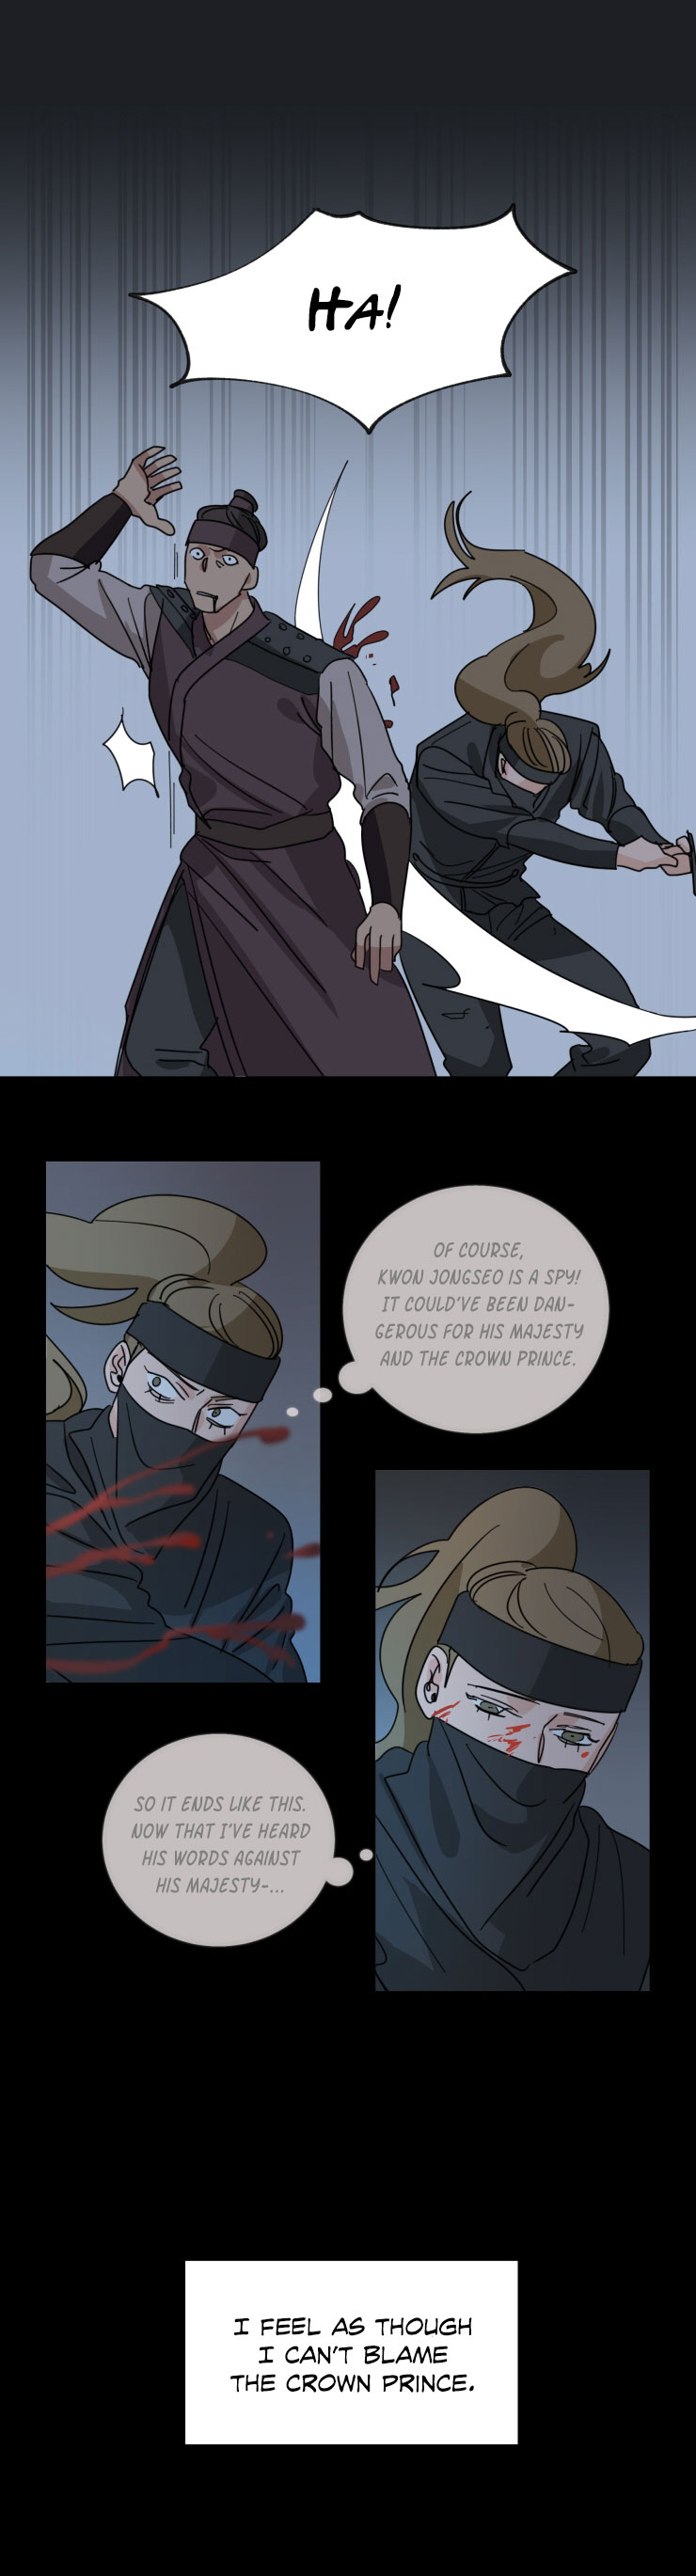 HA!
OF COURSE,
KWON JONGSEO IS A SPY!
IT COULD'VE BEEN DAN-
GEROUS FOR HIS MAJESTY
AND THE CROWN PRINCE.
SO IT ENDS LIKE THIS.
NOW THAT I'VE HEARD
HIS WORDS AGAINST
HIS MAJESTY-...
I FEEL AS THOUGH
I CAN'T BLAME
THE CROWN PRINCE.